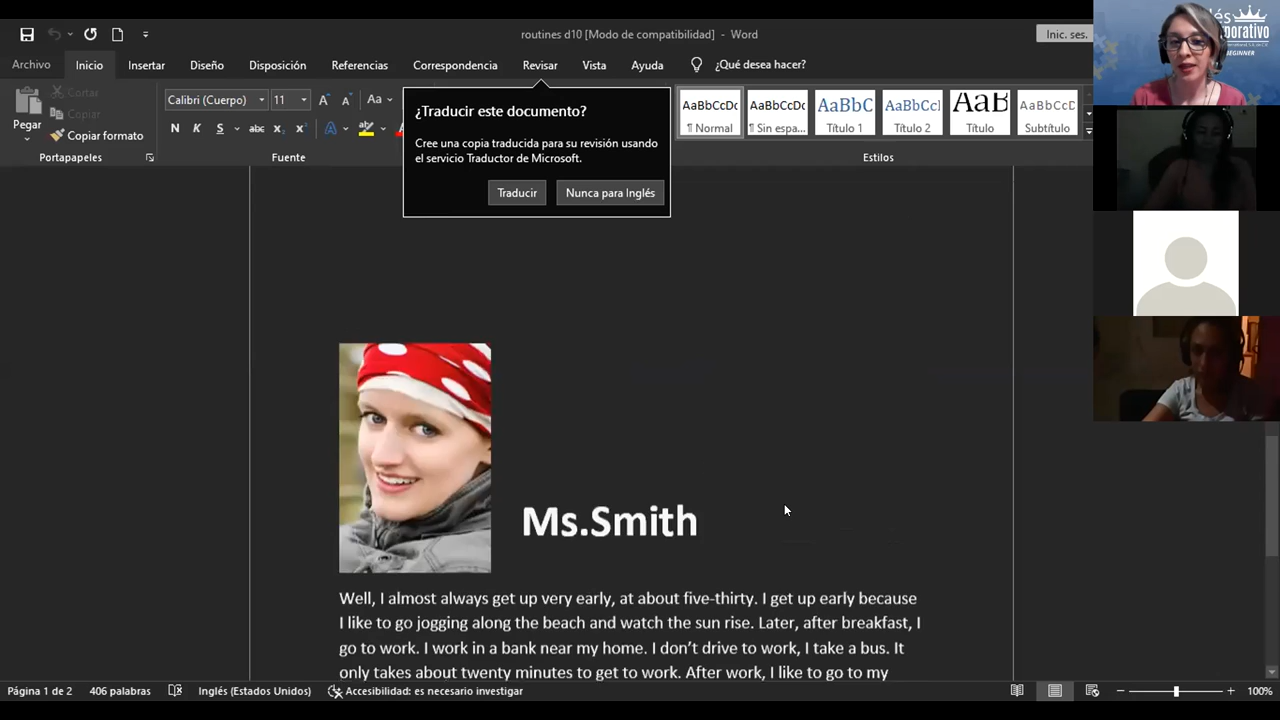 routines d10 [Modo de compatibilidad] - Word
Inic. ses.
Archivo Inicio Insertar Diseño Disposición Referencias Correspondencia Revisar Vista Ayuda ¿Qué desea hacer?
Pegar
Cortar
Copiar
Copiar formato
Portapapeles
Calibri (Cuerpo) 11
Aa
N K S abc x₂ x²
Fuente
¿Traducir este documento?
Cree una copia traducida para su revisión usando
el servicio Traductor de Microsoft.
Traducir Nunca para Inglés
AaBbCcDc AaBbCcDc AaBbC AaBbCcI AaB AaBbCcD
¶ Normal ¶ Sin espa... Título 1 Título 2 Título Subtítulo
Estilos
és
porativo
BEGINNER
Ms.Smith
Well, I almost always get up very early, at about five-thirty. I get up early because
I like to go jogging along the beach and watch the sun rise. Later, after breakfast, I
go to work. I work in a bank near my home. I don’t drive to work, I take a bus. It
only takes about twenty minutes to get to work. After work, I like to go to my
Página 1 de 2 406 palabras Inglés (Estados Unidos) Accesibilidad: es necesario investigar 100%